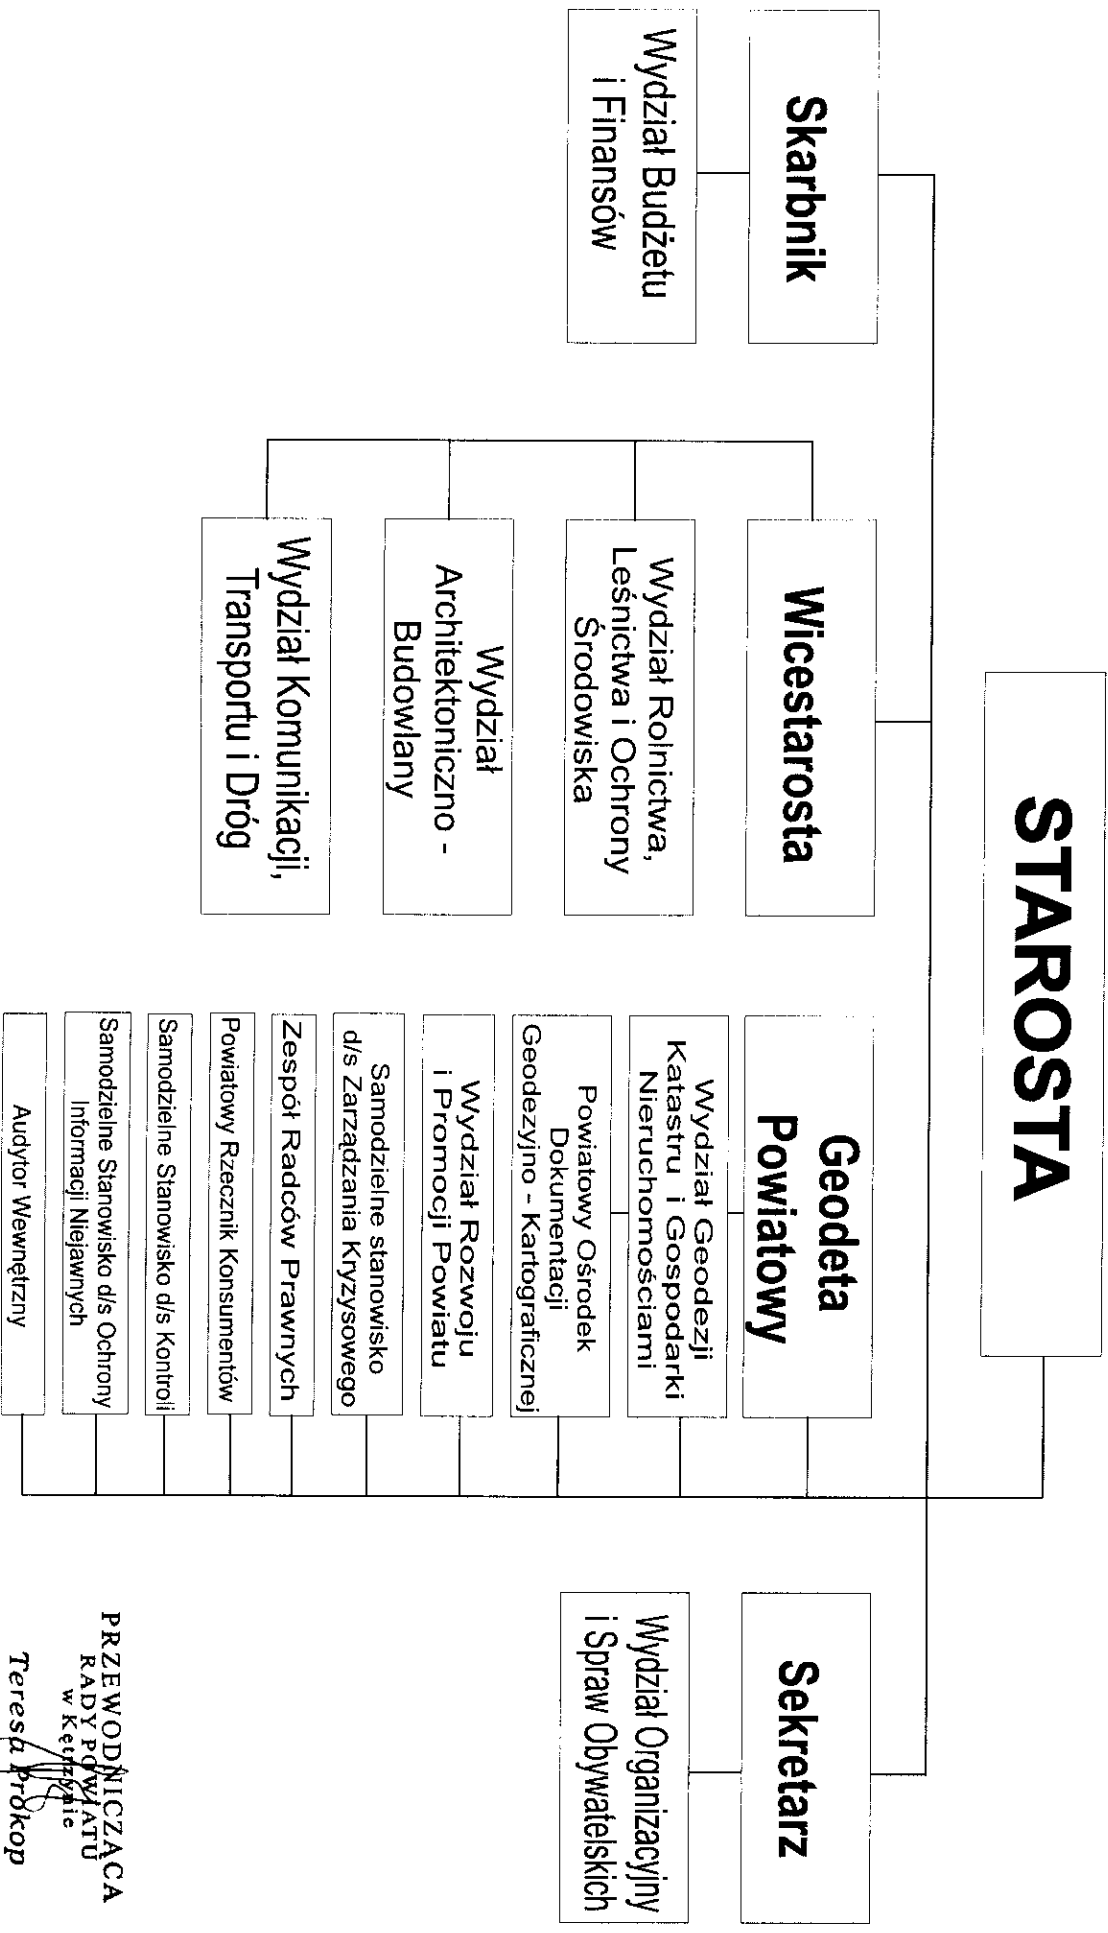 STAROSTA
Skarbnik
Wydział Budżetu
i Finansów
Wicestarosta
Wydział Rolnictwa,
Leśnictwa i Ochrony
Środowiska
Wydział
Architektoniczno -
Budowlany
Wydział Komunikacji,
Transportu i Dróg
Geodeta
Powiatowy
Wydział Geodezji
Katastru i Gospodarki
Nieruchomościami
Powiatowy Ośrodek
Dokumentacji
Geodezyjno - Kartograficznej
Wydział Rozwoju
i Promocji Powiatu
Samodzielne stanowisko
d/s Zarządzania Kryzysowego
Zespół Radców Prawnych
Powiatowy Rzecznik Konsumentów
Samodzielne Stanowisko d/s Kontroli
Samodzielne Stanowisko d/s Ochrony
Informacji Niejawnych
Audytor Wewnętrzny
Sekretarz
Wydział Organizacyjny
i Spraw Obywatelskich
PRZEWODNICZĄCA
RADY POWIATU
w Kętrzynie
Teresa Prokop